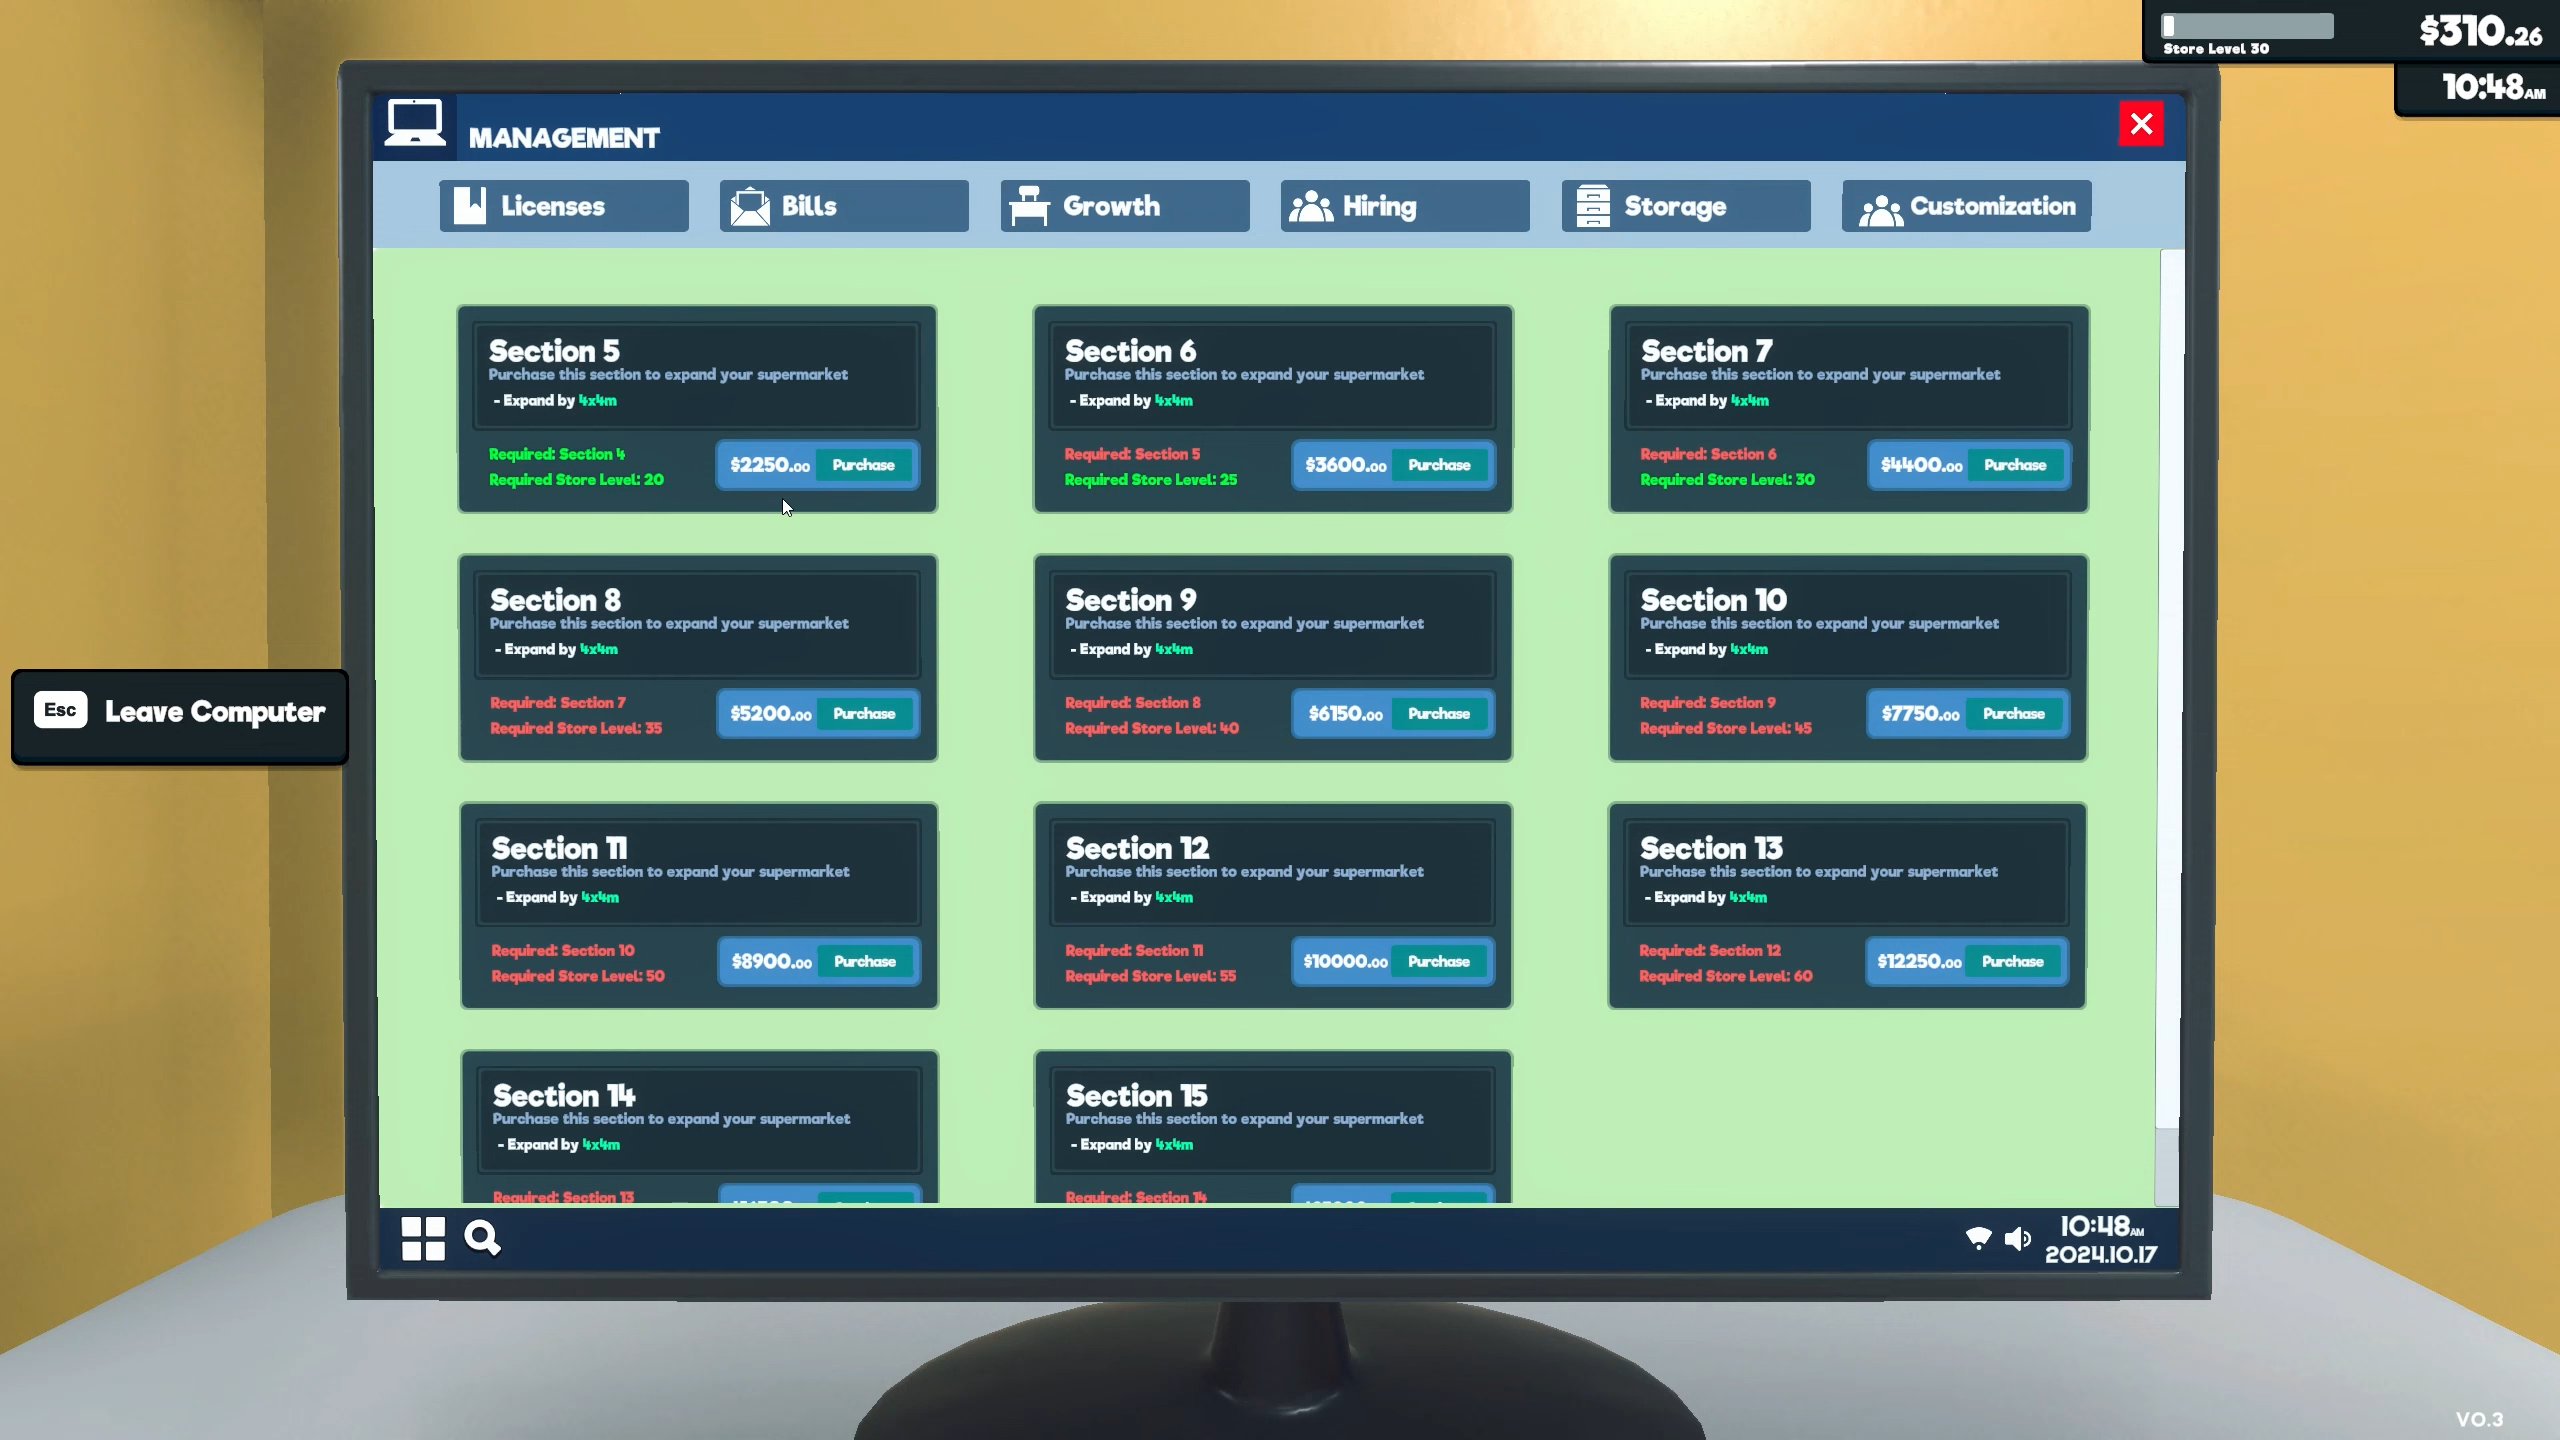 $310.26
Store Level 30
10:48AM
MANAGEMENT
Licenses
Bills
Growth
Hiring
Storage
Customization
Section 5
Purchase this section to expand your supermarket
- Expand by 4x4m
Required: Section 4
Required Store Level: 20
$2250.00 Purchase
Section 6
Purchase this section to expand your supermarket
- Expand by 4x4m
Required: Section 5
Required Store Level: 25
$3600.00 Purchase
Section 7
Purchase this section to expand your supermarket
- Expand by 4x4m
Required: Section 6
Required Store Level: 30
$4400.00 Purchase
Section 8
Purchase this section to expand your supermarket
- Expand by 4x4m
Required: Section 7
Required Store Level: 35
$5200.00 Purchase
Section 9
Purchase this section to expand your supermarket
- Expand by 4x4m
Required: Section 8
Required Store Level: 40
$6150.00 Purchase
Section 10
Purchase this section to expand your supermarket
- Expand by 4x4m
Required: Section 9
Required Store Level: 45
$7750.00 Purchase
Esc Leave Computer
Section 11
Purchase this section to expand your supermarket
- Expand by 4x4m
Required: Section 10
Required Store Level: 50
$8900.00 Purchase
Section 12
Purchase this section to expand your supermarket
- Expand by 4x4m
Required: Section 11
Required Store Level: 55
$10000.00 Purchase
Section 13
Purchase this section to expand your supermarket
- Expand by 4x4m
Required: Section 12
Required Store Level: 60
$12250.00 Purchase
Section 14
Purchase this section to expand your supermarket
- Expand by 4x4m
Required: Section 13
Section 15
Purchase this section to expand your supermarket
- Expand by 4x4m
Required: Section 14
10:48AM
2024.10.17
V0.3